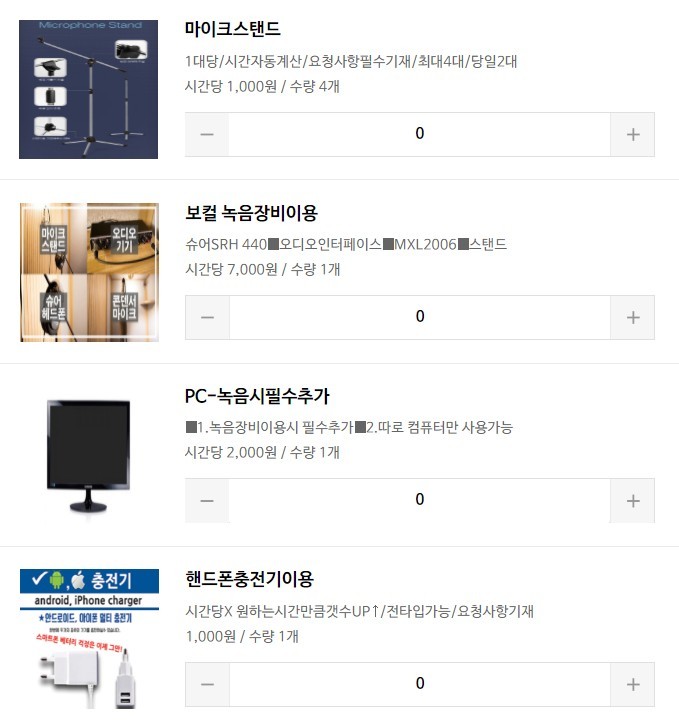 Microphone Stand
마이크스탠드
1대당/시간자동계산/요청사항필수기재/최대4대/당일2대
시간당 1,000원 / 수량 4개
0
보컬 녹음장비이용
마이크
스탠드
오디오
기기
슈어
헤드폰
콘덴서
마이크
슈어SRH 440■오디오인터페이스■MXL2006■스탠드
시간당 7,000원 / 수량 1개
0
PC-녹음시필수추가
■1.녹음장비이용시 필수추가■2.따로 컴퓨터만 사용가능
시간당 2,000원 / 수량 1개
0
핸드폰충전기이용
충전기
android, iPhone charger
★안드로이드, 아이폰 멀티 충전기
스마트폰 배터리 걱정은 이제 그만!
시간당X 원하는시간만큼갯수UP↑/전타입가능/요청사항기재
1,000원 / 수량 1개
0